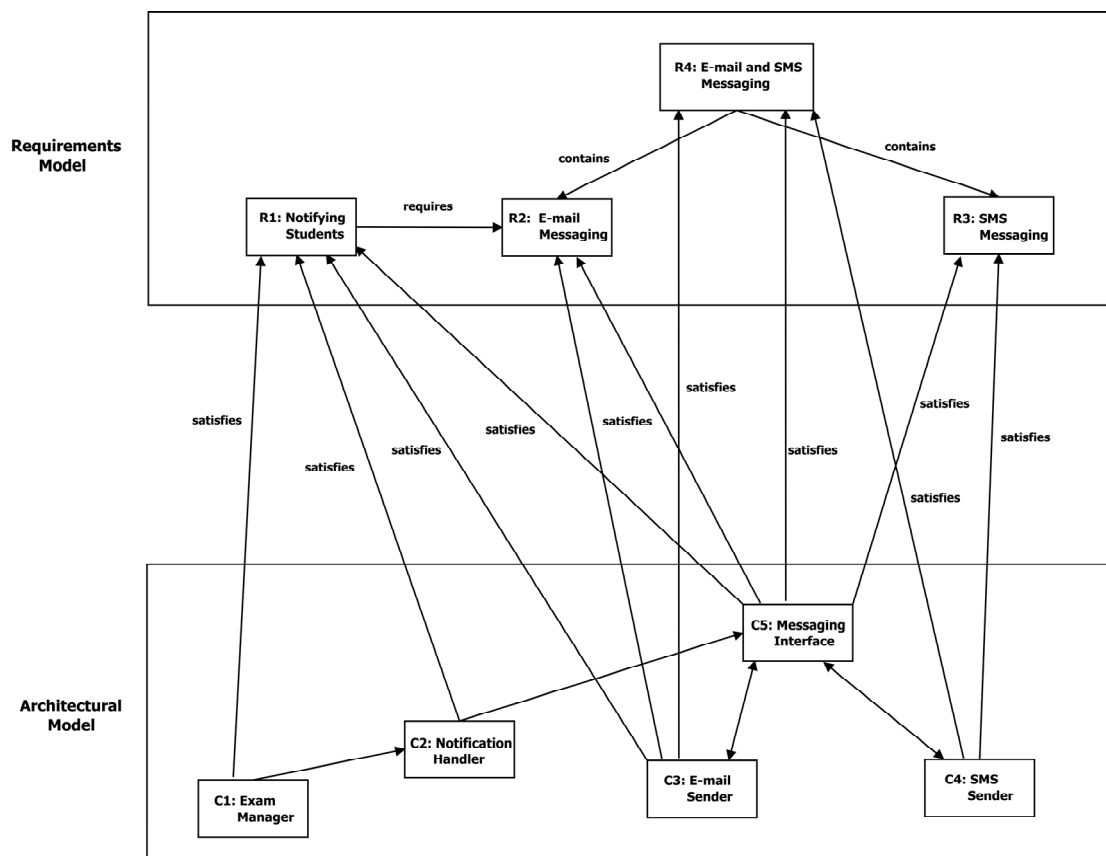 R4: E-mail and SMS
Messaging
Requirements
Model
contains
contains
requires
R1: Notifying
Students
R2: E-mail
Messaging
R3: SMS
Messaging
satisfies
satisfies
satisfies
satisfies
satisfies
satisfies
satisfies
satisfies
satisfies
satisfies
C5: Messaging
Interface
Architectural
Model
C2: Notification
Handler
C1: Exam
Manager
C3: E-mail
Sender
C4: SMS
Sender